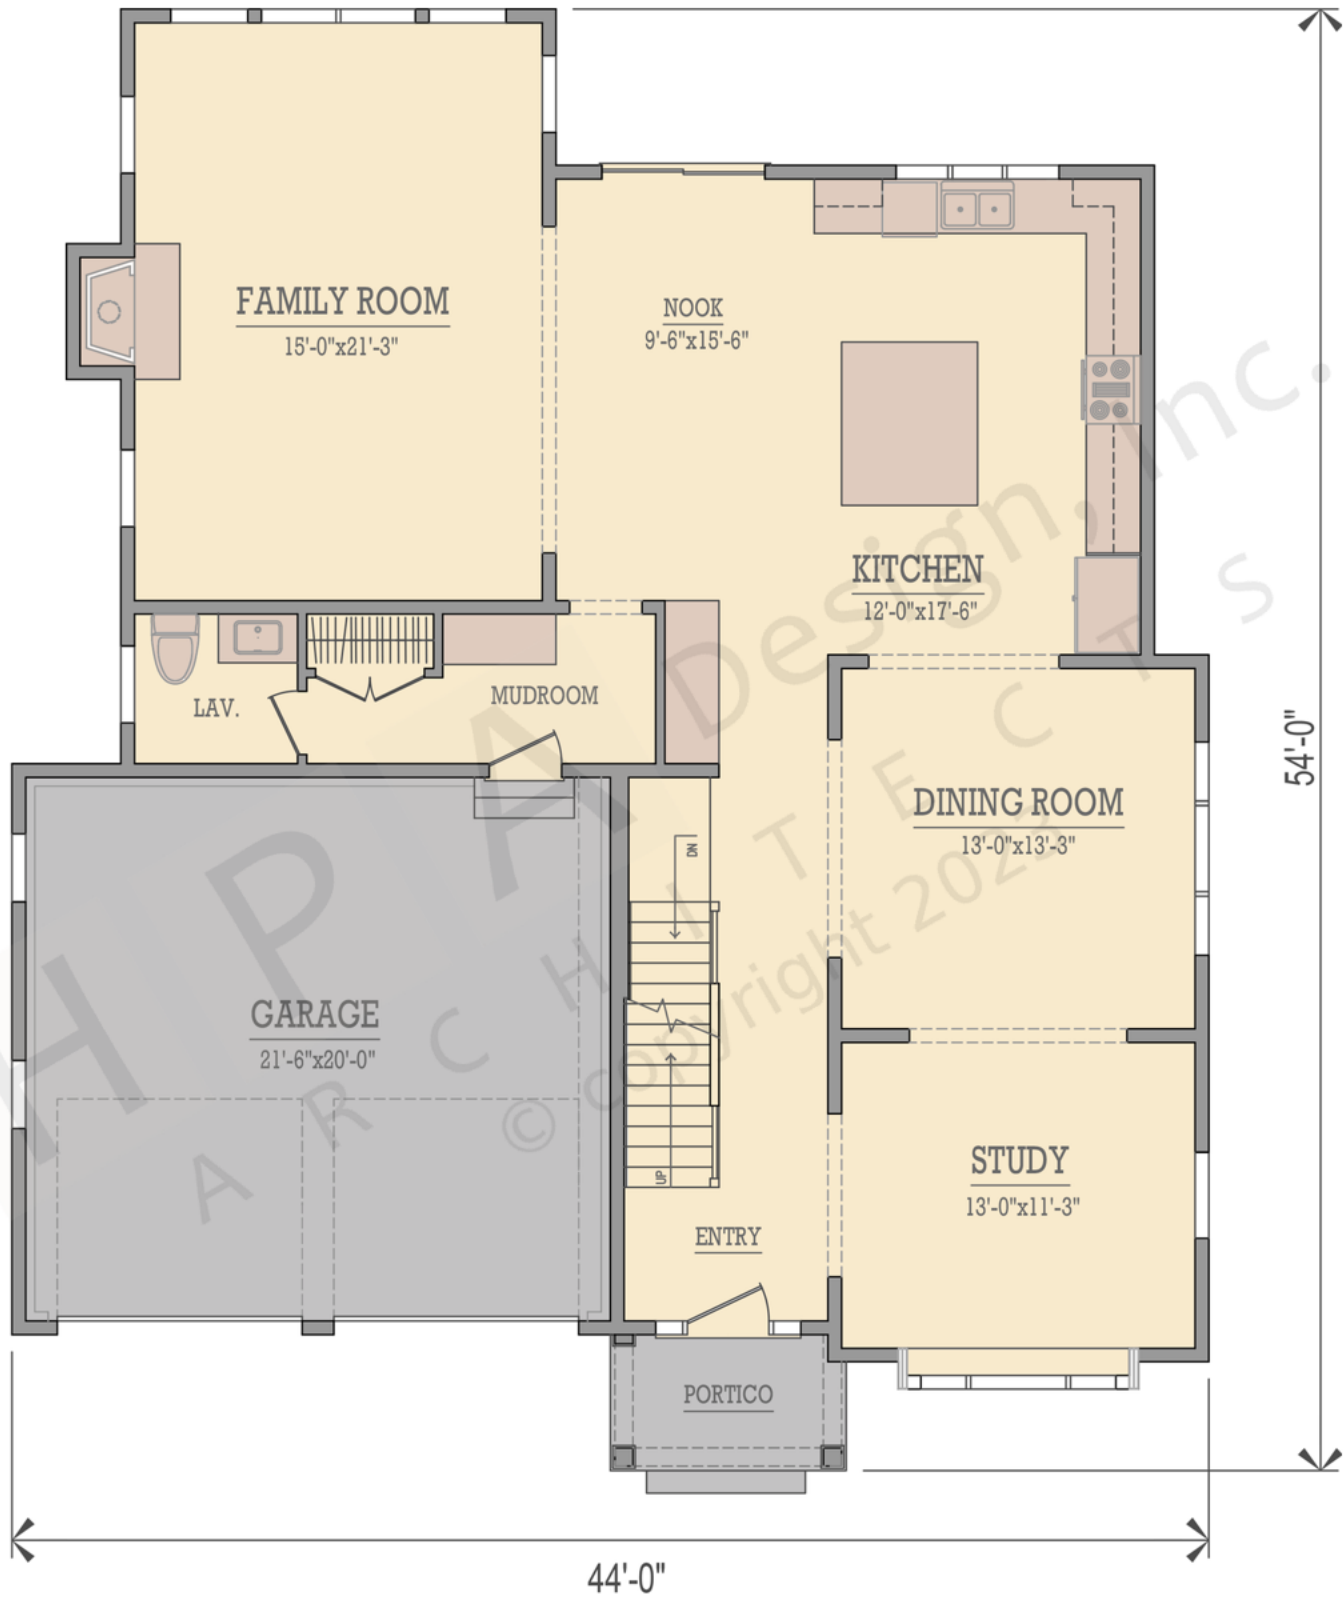 FAMILY ROOM
15'-0"x21'-3"
NOOK
9'-6"x15'-6"
KITCHEN
12'-0"x17'-6"
LAV.
MUDROOM
DINING ROOM
13'-0"x13'-3"
54'-0"
DN
GARAGE
21'-6"x20'-0"
UP
STUDY
13'-0"x11'-3"
ENTRY
PORTICO
44'-0"
HPA Design, Inc.
ARCHITECTS
© copyright 2023